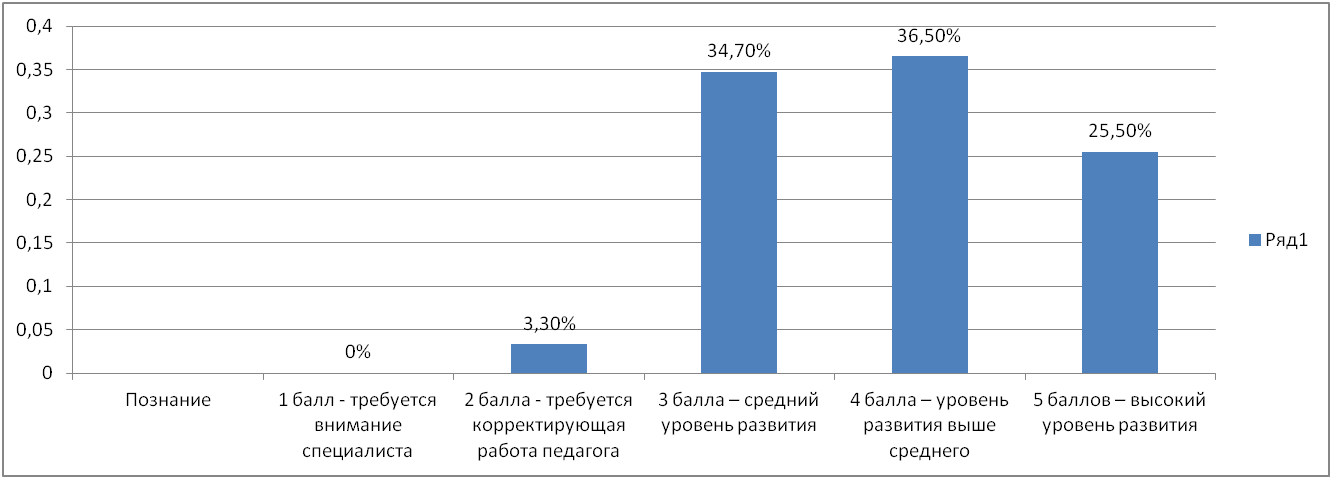 0,4
0,35
0,3
0,25
0,2
0,15
0,1
0,05
0
0%
3,30%
34,70%
36,50%
25,50%
Познание
1 балл - требуется
внимание
специалиста
2 балла - требуется
корректирующая
работа педагога
3 балла – средний
уровень развития
4 балла – уровень
развития выше
среднего
5 баллов – высокий
уровень развития
Ряд1